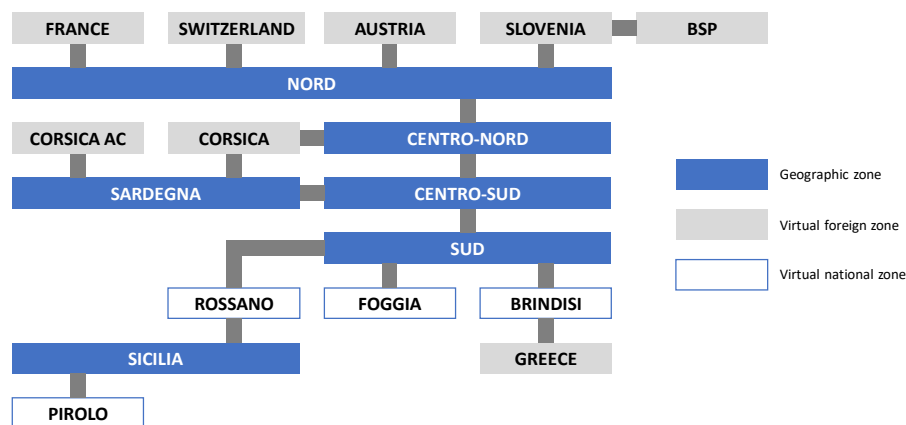 FRANCE
SWITZERLAND
AUSTRIA
SLOVENIA
BSP
NORD
CORSICA AC
CORSICA
CENTRO-NORD
SARDEGNA
CENTRO-SUD
SUD
ROSSANO
FOGGIA
BRINDISI
SICILIA
GREECE
PIROLO
Geographic zone
Virtual foreign zone
Virtual national zone